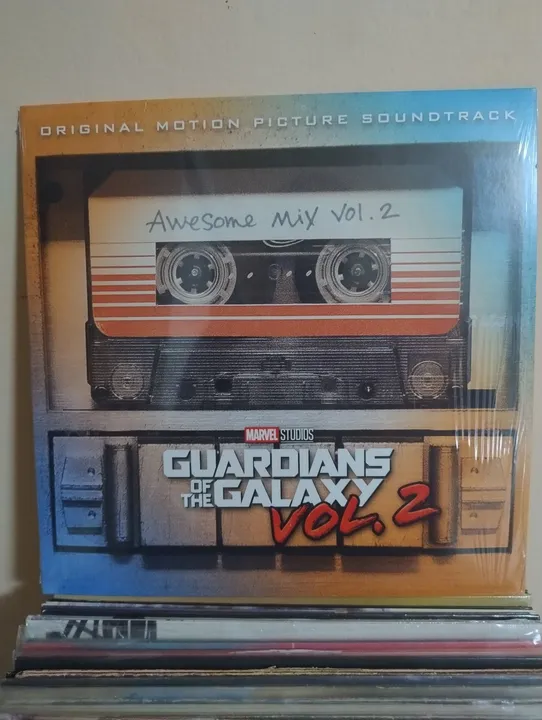 ORIGINAL MOTION PICTURE SOUNDTRACK
Awesome Mix Vol. 2
MARVEL STUDIOS
GUARDIANS
OF THE GALAXY
VOL. 2